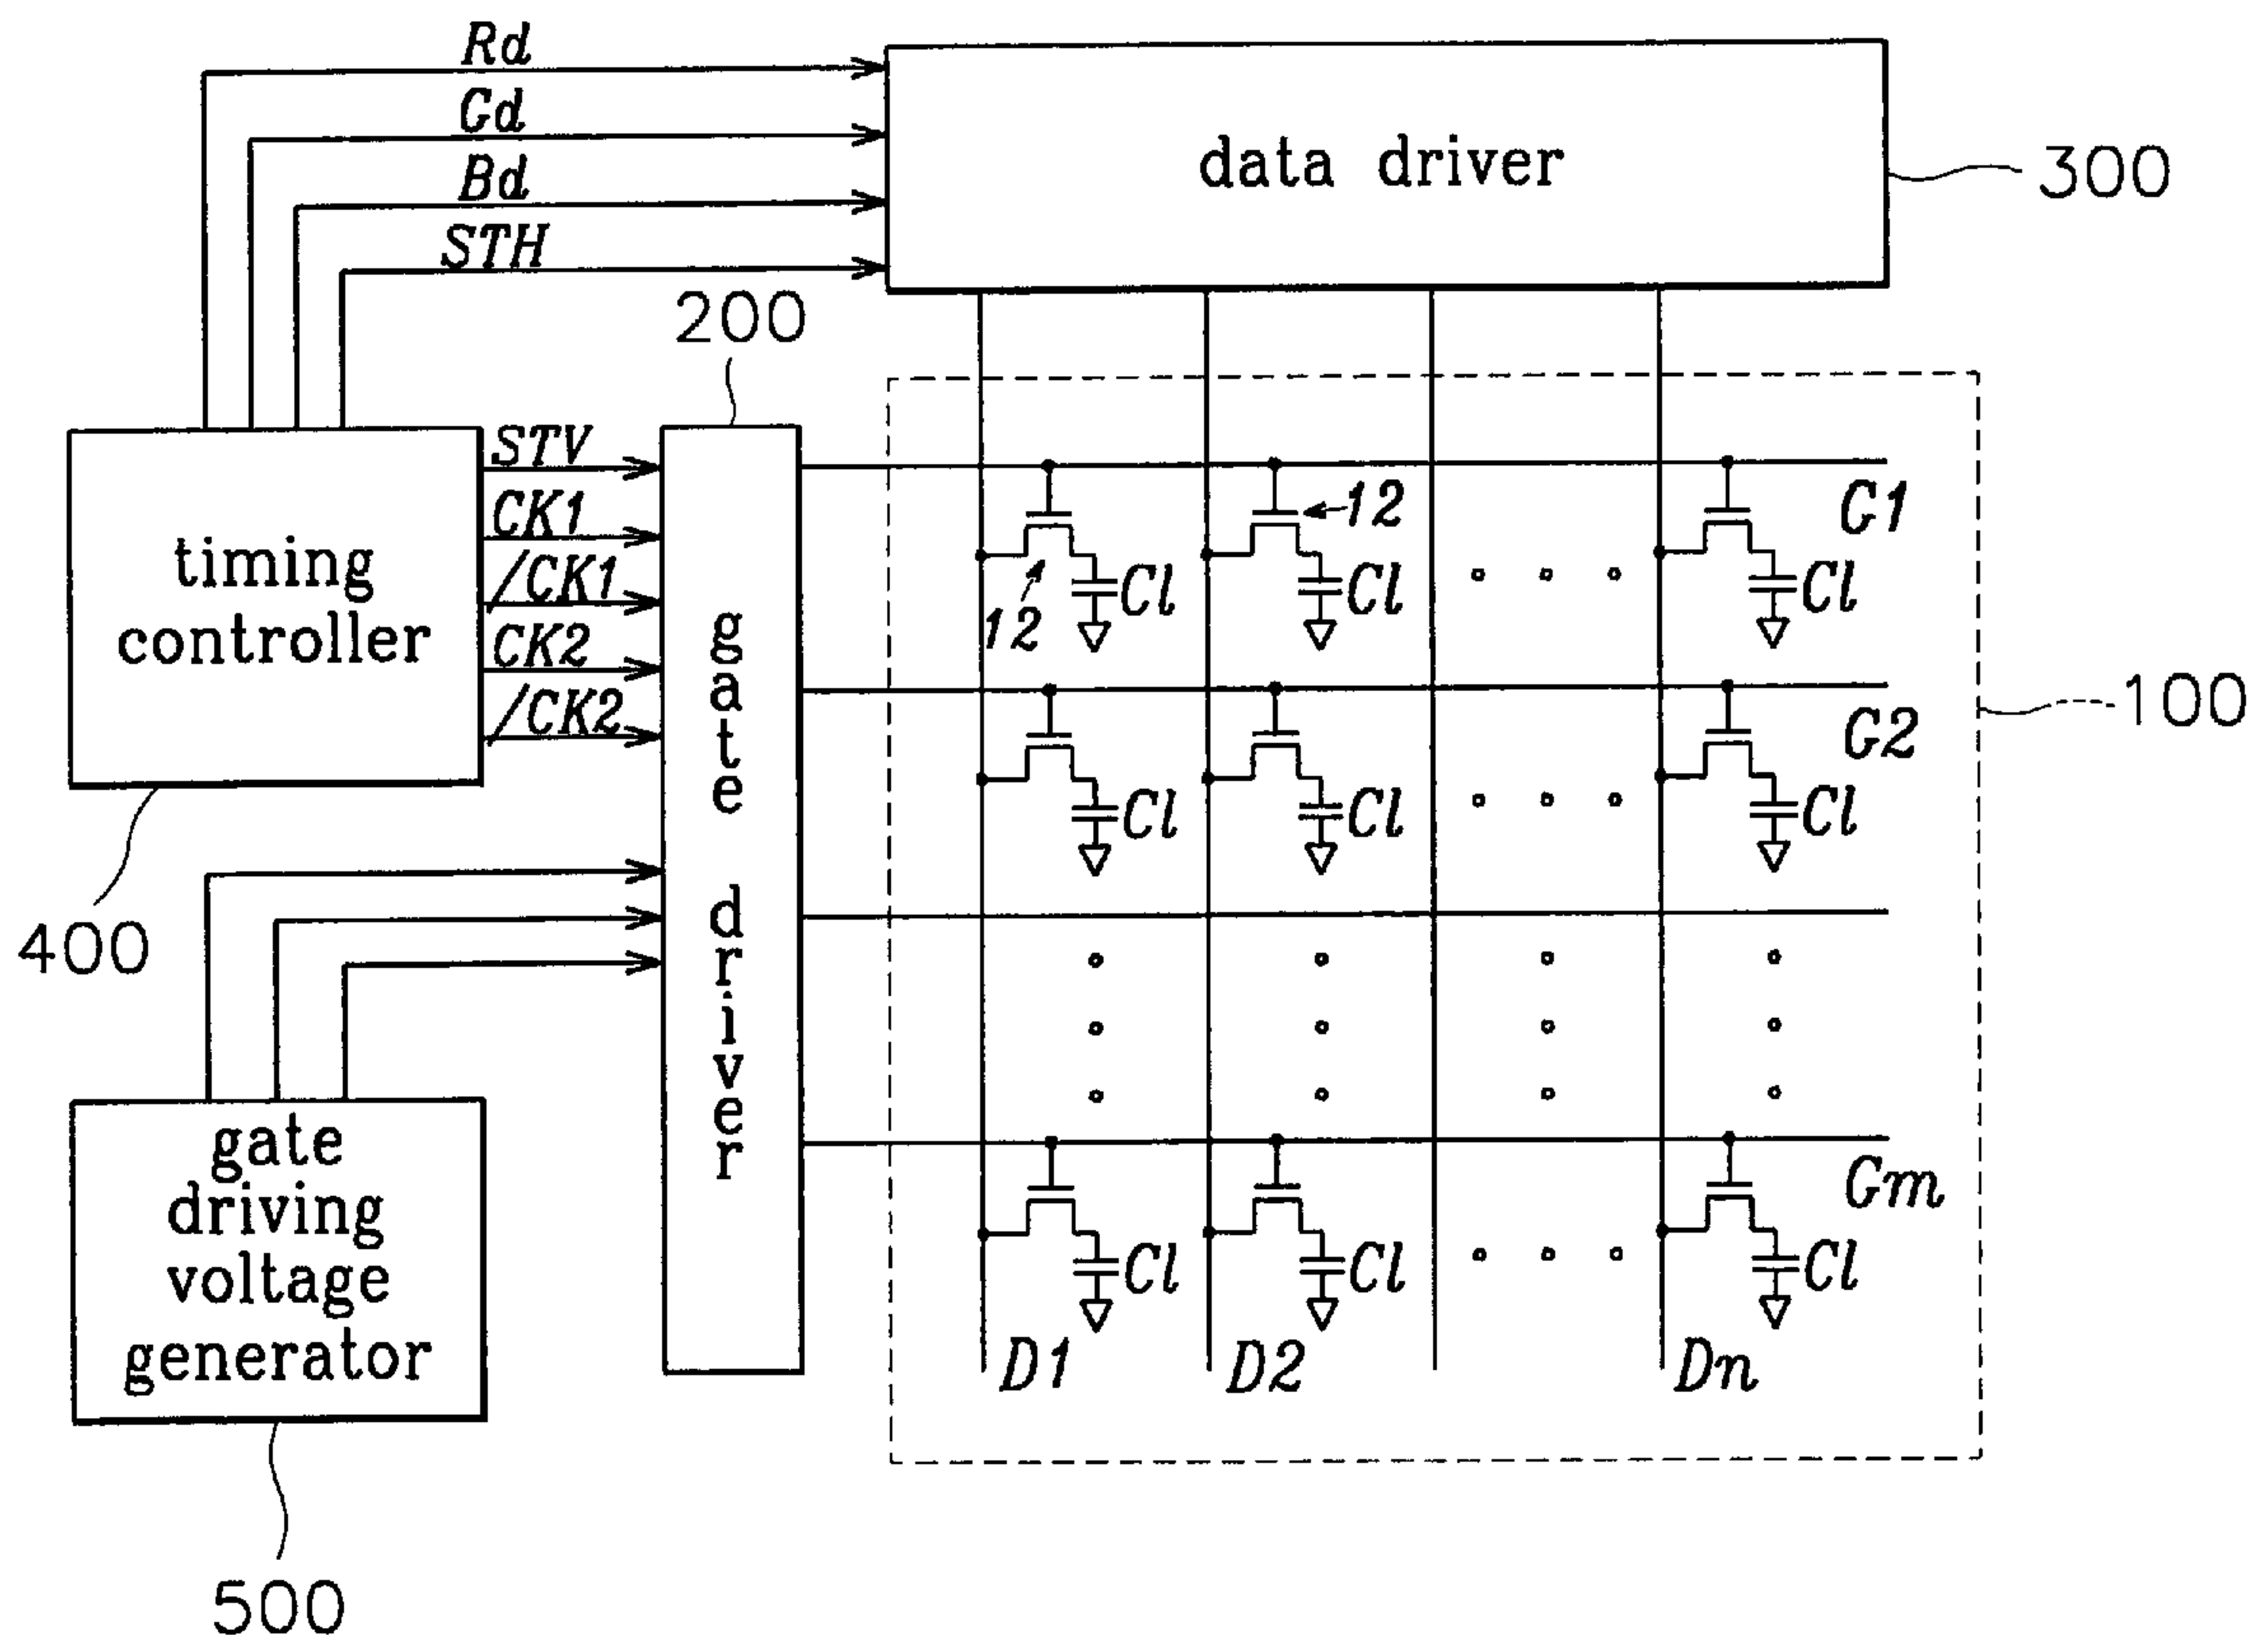 Rd
Gd
Bd
STH
data driver
300
200
STV
CK1
/CK1
CK2
/CK2
timing
controller
400
gate driver
12
12
Cl
Cl
Cl
G1
100
Cl
Cl
Cl
G2
Cl
Cl
Cl
Gm
D1
D2
Dn
gate
driving
voltage
generator
500